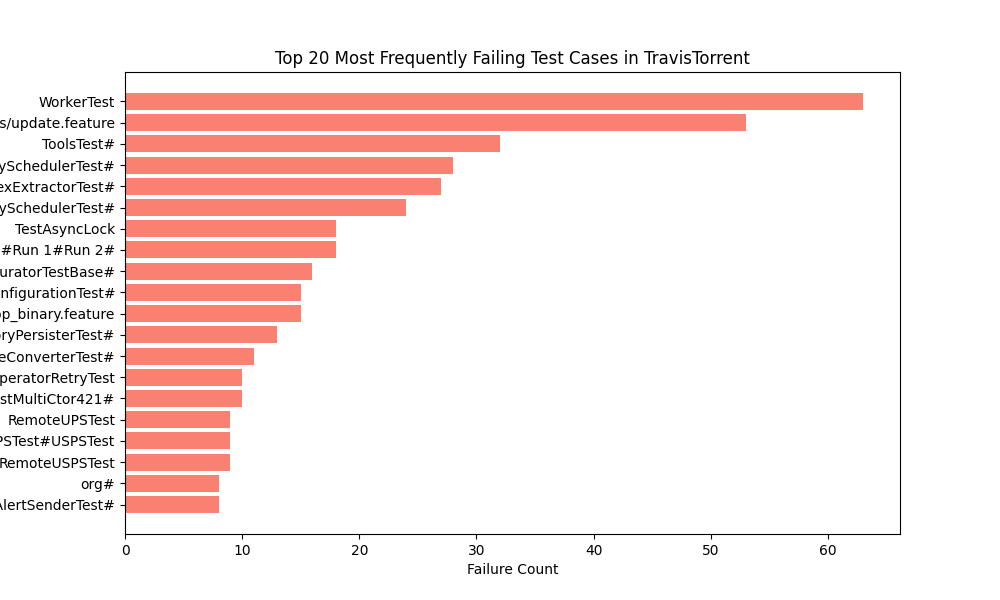 Top 20 Most Frequently Failing Test Cases in TravisTorrent
WorkerTest
s/update.feature
ToolsTest#
ySchedulerTest#
exExtractorTest#
ySchedulerTest#
TestAsyncLock
#Run 1#Run 2#
uratorTestBase#
nfigurationTest#
op_binary.feature
oryPersisterTest#
eConverterTest#
peratorRetryTest
stMultiCtor421#
RemoteUPSTest
PSTest#USPSTest
RemoteUSPSTest
org#
AlertSenderTest#
0 10 20 30 40 50 60
Failure Count